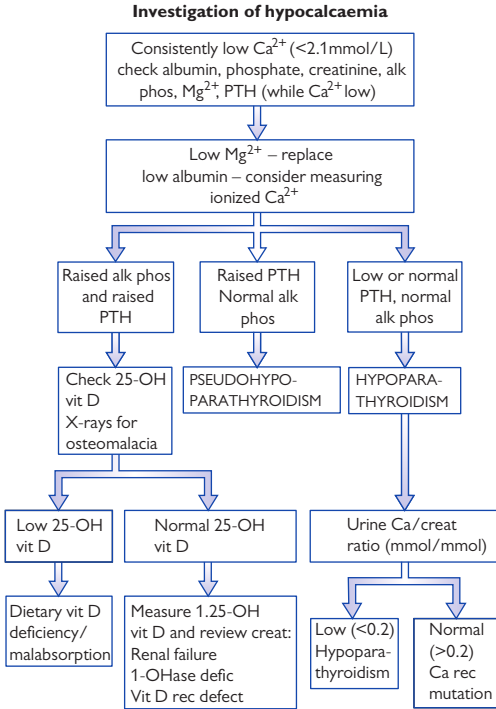 Investigation of hypocalcaemia
Consistently low Ca²⁺ (<2.1mmol/L)
check albumin, phosphate, creatinine, alk
phos, Mg²⁺, PTH (while Ca²⁺ low)
Low Mg²⁺ – replace
low albumin – consider measuring
ionized Ca²⁺
Raised alk phos
and raised
PTH
Raised PTH
Normal alk
phos
Low or normal
PTH, normal
alk phos
Check 25-OH
vit D
X-rays for
osteomalacia
PSEUDOHYPO-
PARATHYROIDISM
HYPOPARA-
THYROIDISM
Low 25-OH
vit D
Normal 25-OH
vit D
Urine Ca/creat
ratio (mmol/mmol)
Dietary vit D
deficiency/
malabsorption
Measure 1.25-OH
vit D and review creat:
Renal failure
1-OHase defic
Vit D rec defect
Low (<0.2)
Hypopara-
thyroidism
Normal
(>0.2)
Ca rec
mutation